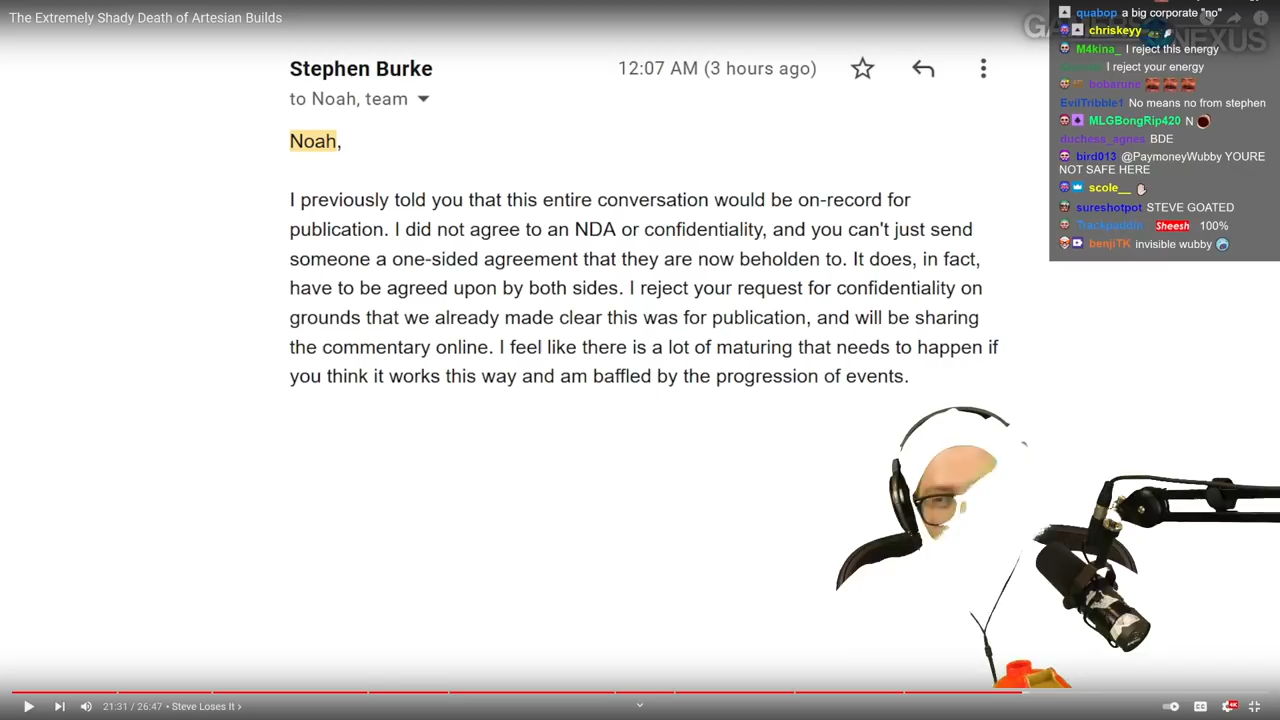 The Extremely Shady Death of Artesian Builds
Stephen Burke
12:07 AM (3 hours ago)
to Noah, team
Noah,
I previously told you that this entire conversation would be on-record for
publication. I did not agree to an NDA or confidentiality, and you can't just send
someone a one-sided agreement that they are now beholden to. It does, in fact,
have to be agreed upon by both sides. I reject your request for confidentiality on
grounds that we already made clear this was for publication, and will be sharing
the commentary online. I feel like there is a lot of maturing that needs to happen if
you think it works this way and am baffled by the progression of events.
NEXUS
quabop a big corporate "no"
chriskeyy
M4kina_ I reject this energy
I reject your energy
bobarunc
EvilTribble1 No means no from stephen
MLGBongRip420 N
duchess_agnes BDE
bird013 @PaymoneyWubby YOURE
NOT SAFE HERE
scole__
sureshotpot STEVE GOATED
Sheesh 100%
benjiTK invisible wubby
21:31 / 26:47 • Steve Loses It ›
CC
4K